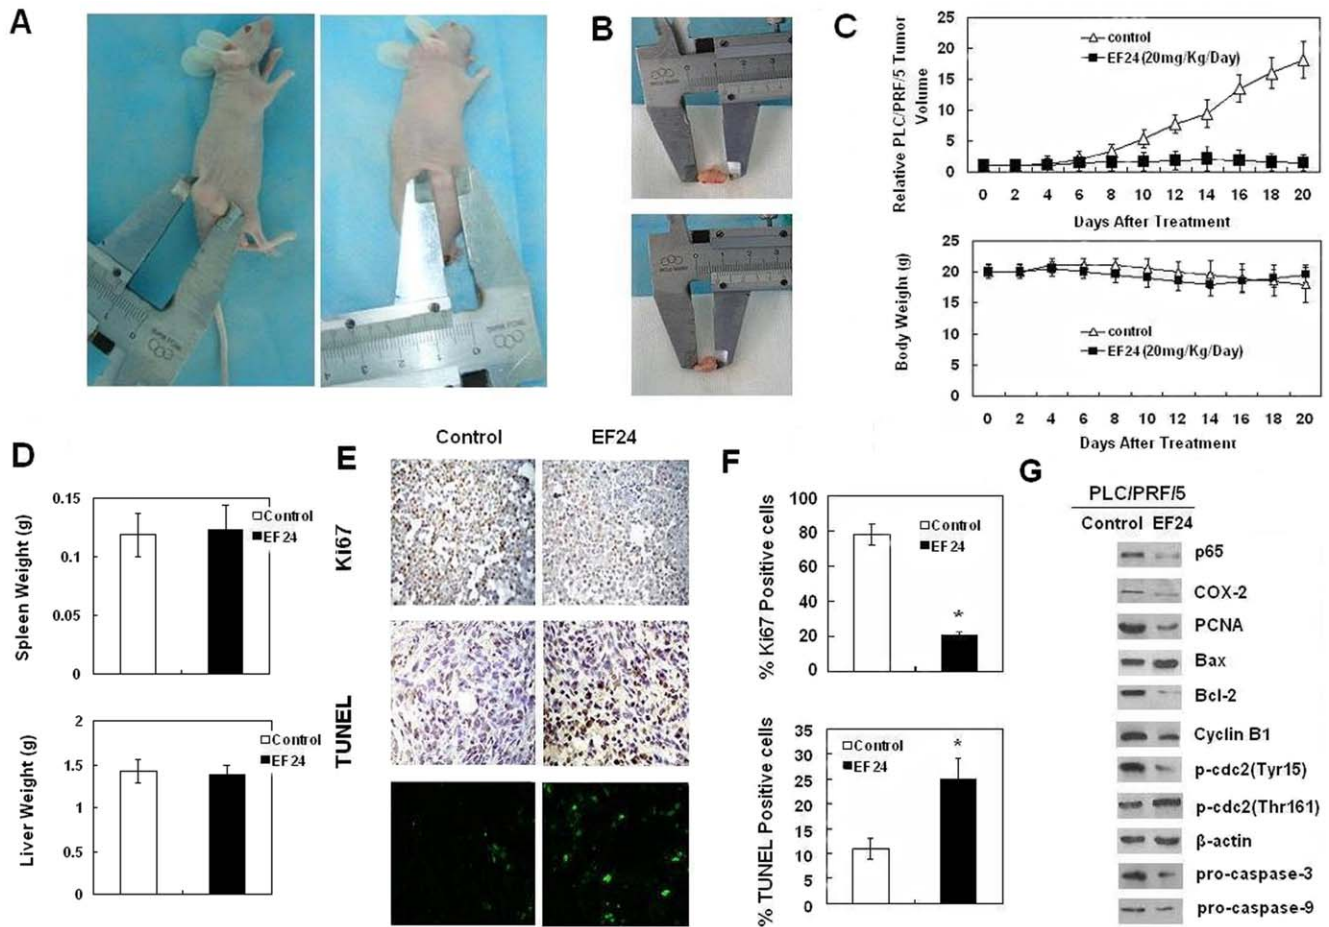 A
B
C
Relative PLC/PRF/5 Tumor
Volume
25
20
15
10
5
0
control
EF24 (20mg/Kg/Day)
0 2 4 6 8 10 12 14 16 18 20
Days After Treatment
Body Weight (g)
25
20
15
10
5
0
control
EF24 (20mg/Kg/Day)
0 2 4 6 8 10 12 14 16 18 20
Days After Treatment
D
Spleen Weight (g)
0.15
0.1
0.05
0
Control
EF24
Liver Weight (g)
2
1.5
1
0.5
0
Control
EF24
E
Control EF24
Ki67
TUNEL
F
% Ki67 Positive cells
100
80
60
40
20
0
Control
EF24
*
% TUNEL Positive cells
35
30
25
20
15
10
5
0
Control
EF24
*
G
PLC/PRF/5
Control EF24
p65
COX-2
PCNA
Bax
Bcl-2
Cyclin B1
p-cdc2(Tyr15)
p-cdc2(Thr161)
β-actin
pro-caspase-3
pro-caspase-9